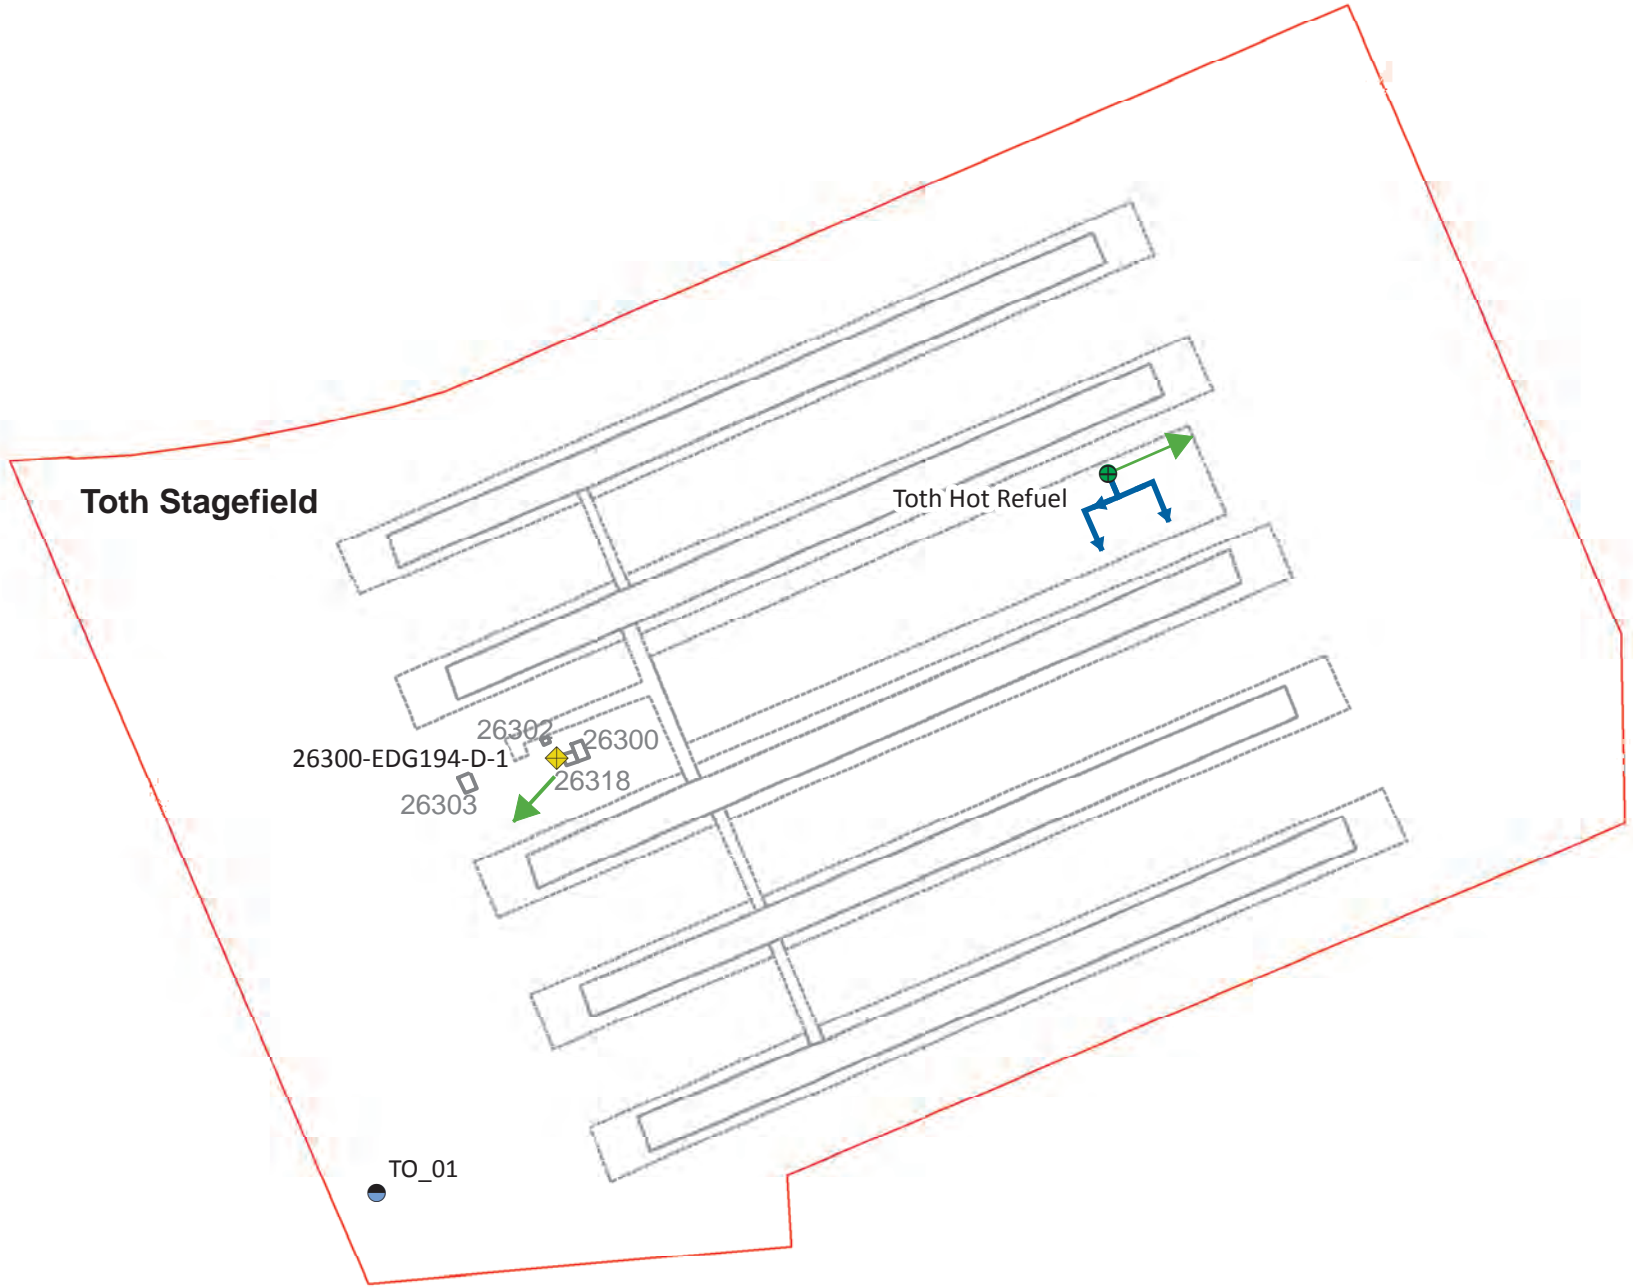 Toth Stagefield
Toth Hot Refuel
26302
26300
26300-EDG194-D-1
26318
26303
TO_01